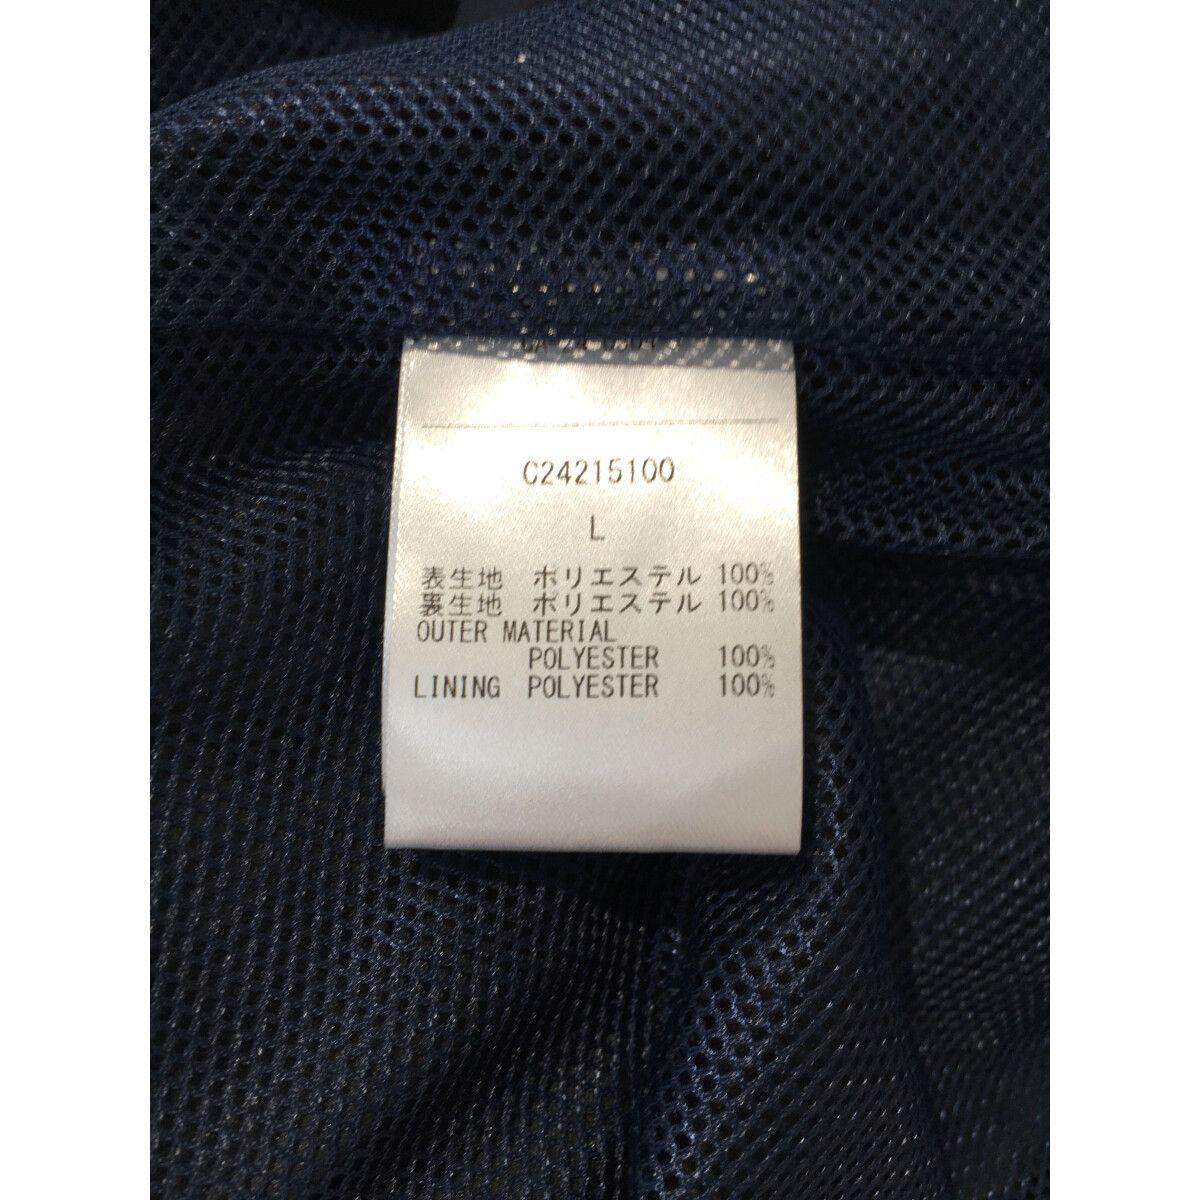 C24215100
L
表生地 ポリエステル 100%
裏生地 ポリエステル 100%
OUTER MATERIAL
POLYESTER 100%
LINING POLYESTER 100%